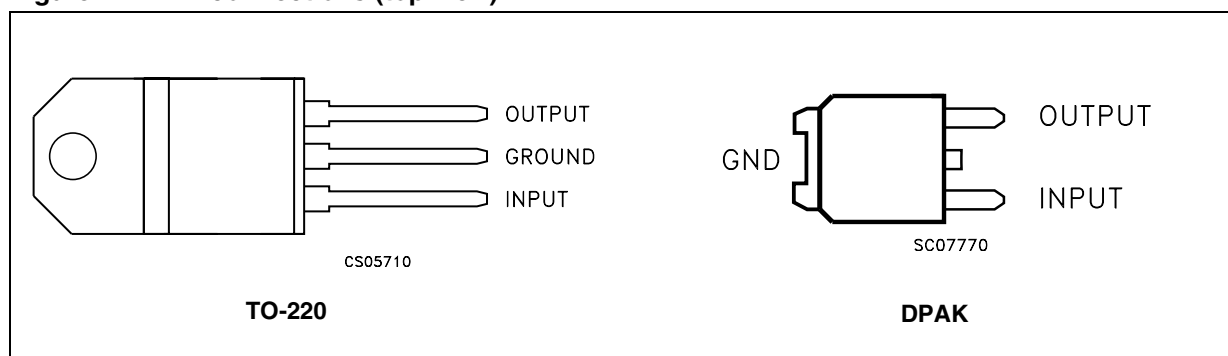 OUTPUT
GROUND
INPUT
CS05710
TO-220
GND
OUTPUT
INPUT
SC07770
DPAK